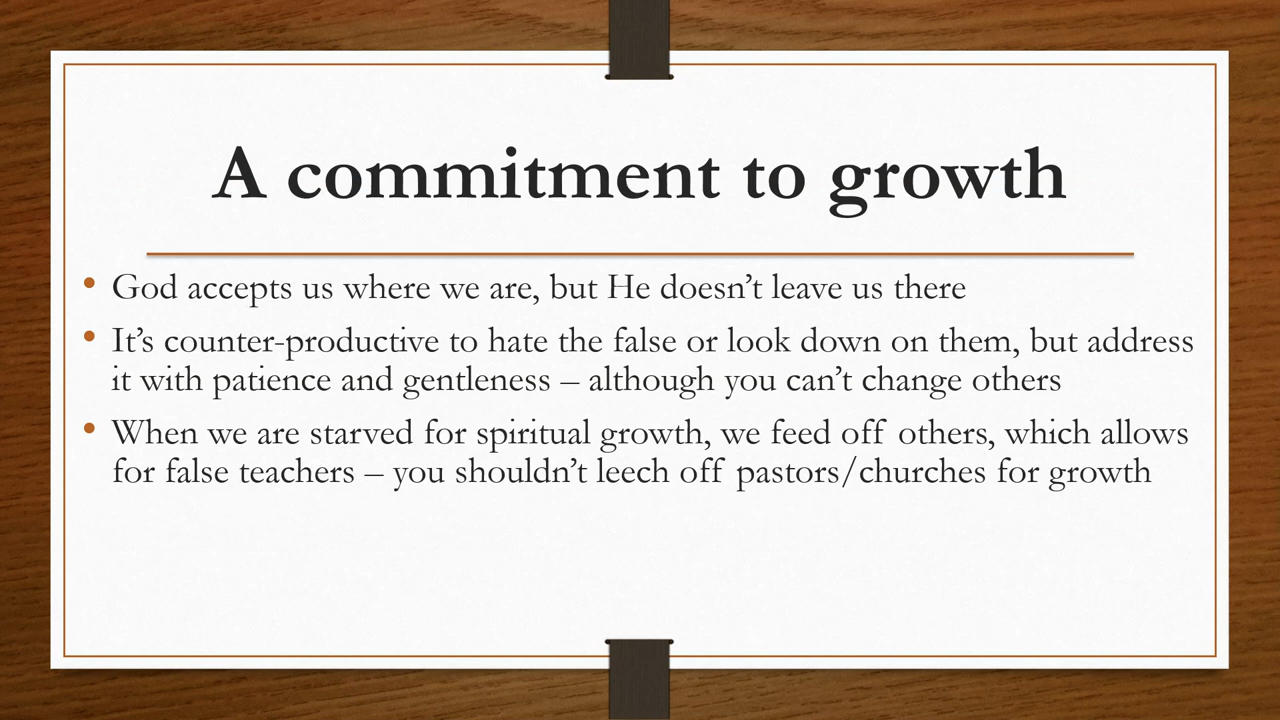 A commitment to growth
• God accepts us where we are, but He doesn’t leave us there
• It’s counter-productive to hate the false or look down on them, but address
it with patience and gentleness – although you can’t change others
• When we are starved for spiritual growth, we feed off others, which allows
for false teachers – you shouldn’t leech off pastors/churches for growth